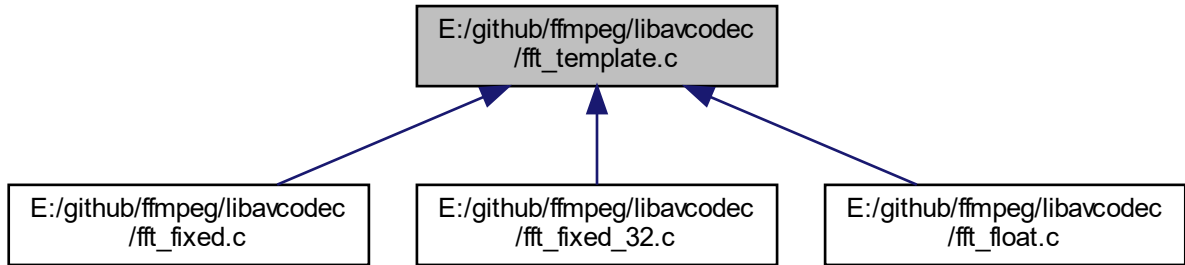 E:/github/ffmpeg/libavcodec
/fft_template.c
E:/github/ffmpeg/libavcodec
/fft_fixed.c
E:/github/ffmpeg/libavcodec
/fft_fixed_32.c
E:/github/ffmpeg/libavcodec
/fft_float.c